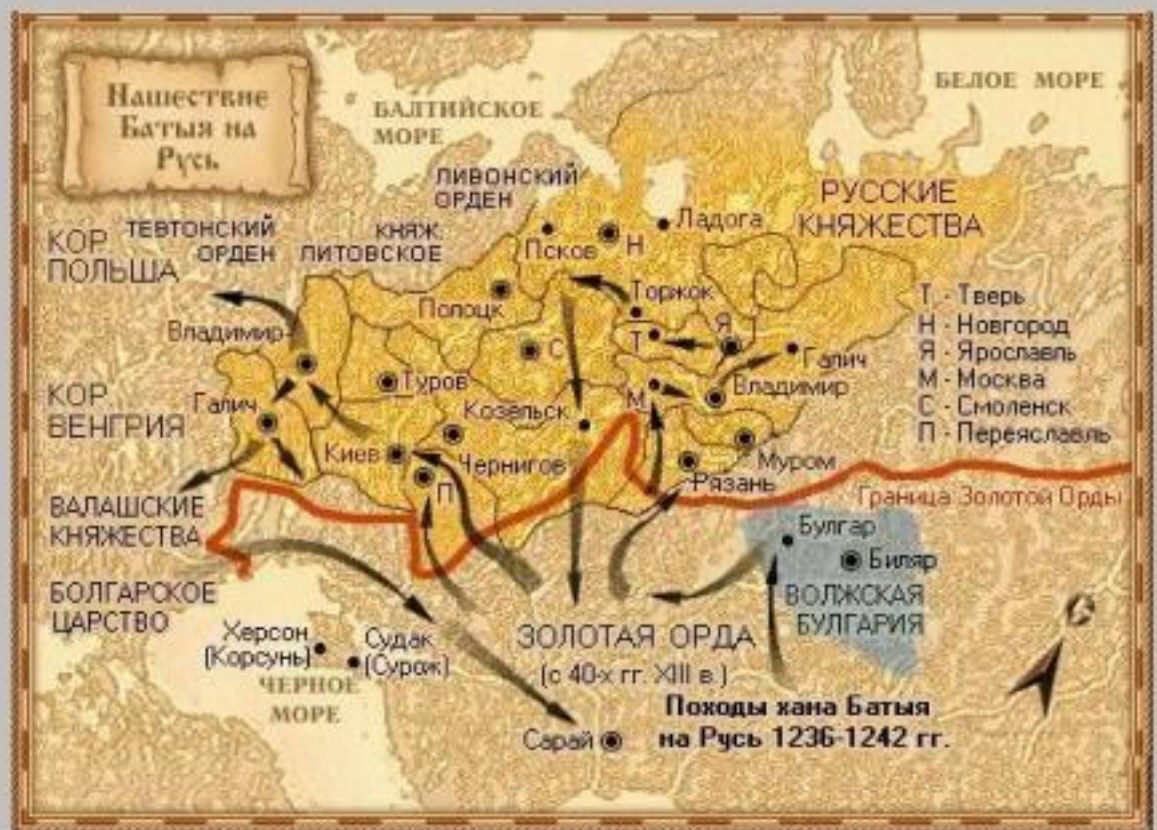 Нашествие
Батыя на
Русь
БАЛТИЙСКОЕ
МОРЕ
БЕЛОЕ МОРЕ
ЛИВОНСКИЙ
ОРДЕН
РУССКИЕ
КНЯЖЕСТВА
КОР.
ПОЛЬША
ТЕВТОНСКИЙ
ОРДЕН
КНЯЖ.
ЛИТОВСКОЕ
Псков
Н
Ладога
Полоцк
Торжок
Т
Я
Т - Тверь
Н - Новгород
Я - Ярославль
М - Москва
С - Смоленск
П - Переяславль
Владимир
С
Галич
Туров
М
Владимир
КОР.
ВЕНГРИЯ
Галич
Козельск
Киев
Чернигов
П
Муром
Рязань
Граница Золотой Орды
ВАЛАШСКИЕ
КНЯЖЕСТВА
Булгар
Биляр
БОЛГАРСКОЕ
ЦАРСТВО
ВОЛЖСКАЯ
БУЛГАРИЯ
Херсон
(Корсунь)
Судак
(Сурож)
ЗОЛОТАЯ ОРДА
(с 40-х гг. XIII в.)
ЧЕРНОЕ
МОРЕ
Походы хана Батыя
на Русь 1236-1242 гг.
Сарай
С